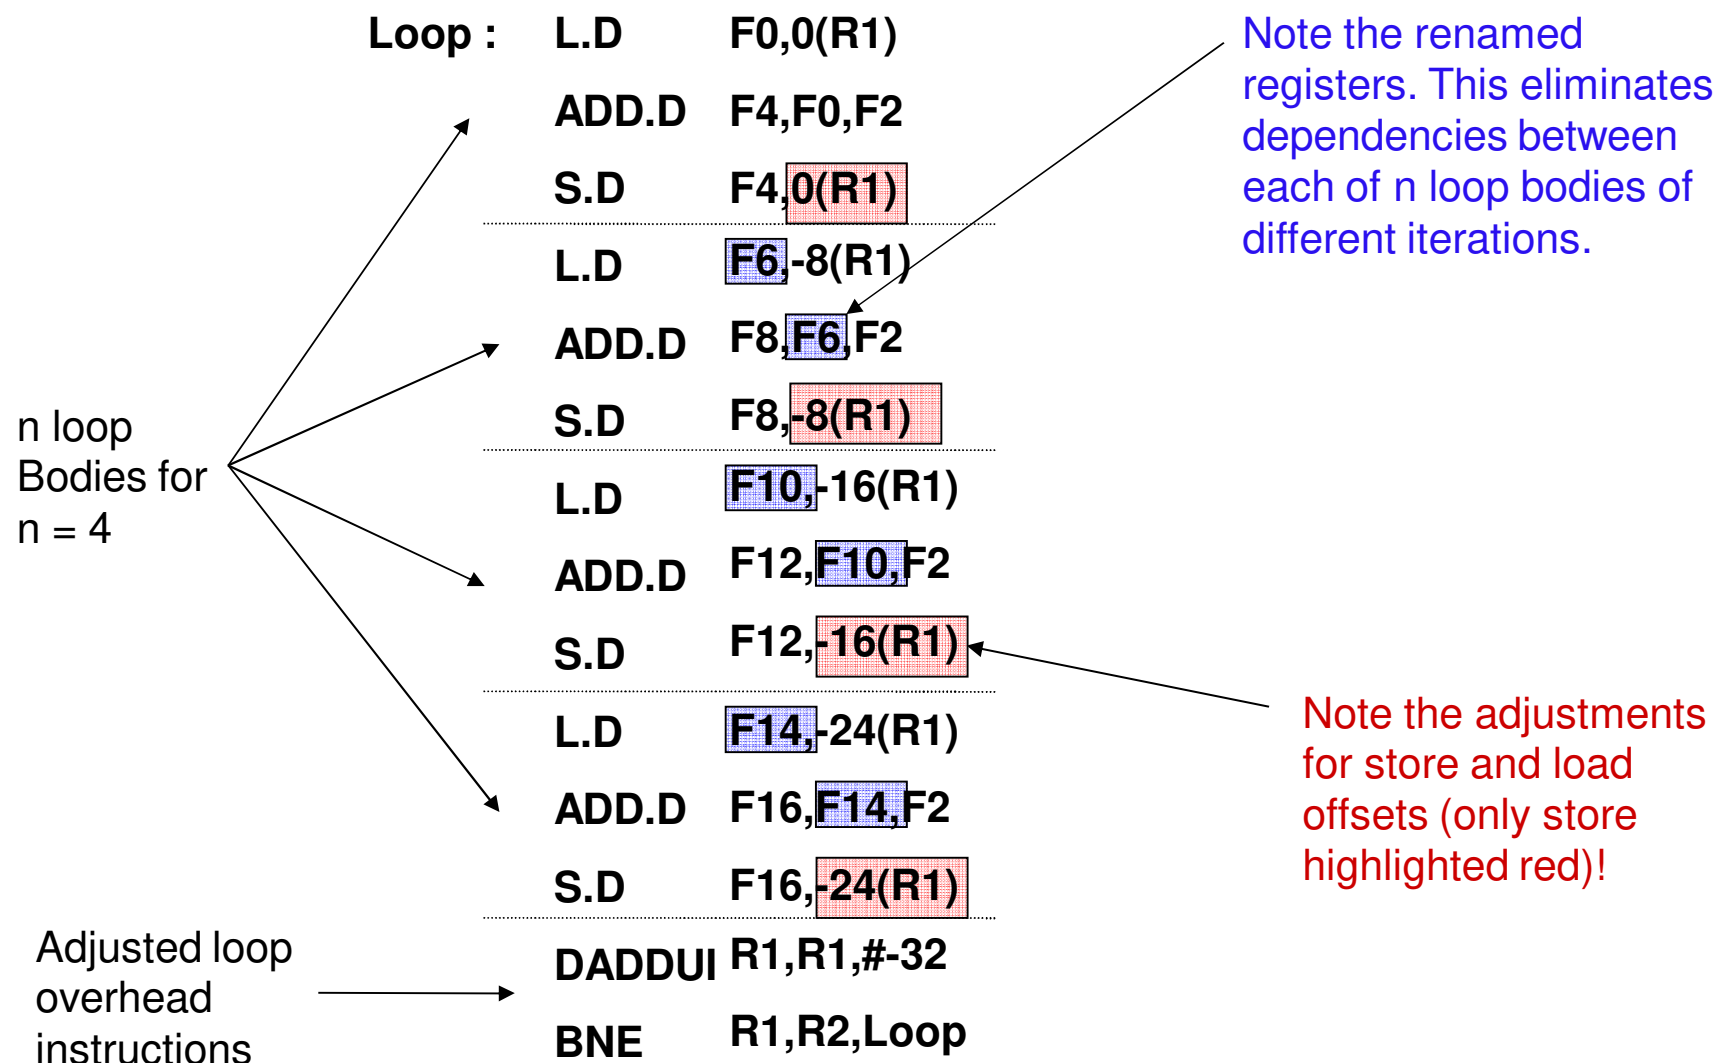 Loop : L.D F0,0(R1)
ADD.D F4,F0,F2
S.D F4,0(R1)
L.D F6,-8(R1)
ADD.D F8,F6,F2
S.D F8,-8(R1)
L.D F10,-16(R1)
ADD.D F12,F10,F2
S.D F12,-16(R1)
L.D F14,-24(R1)
ADD.D F16,F14,F2
S.D F16,-24(R1)
DADDUI R1,R1,#-32
BNE R1,R2,Loop
Note the renamed
registers. This eliminates
dependencies between
each of n loop bodies of
different iterations.
n loop
Bodies for
n = 4
Note the adjustments
for store and load
offsets (only store
highlighted red)!
Adjusted loop
overhead
instructions